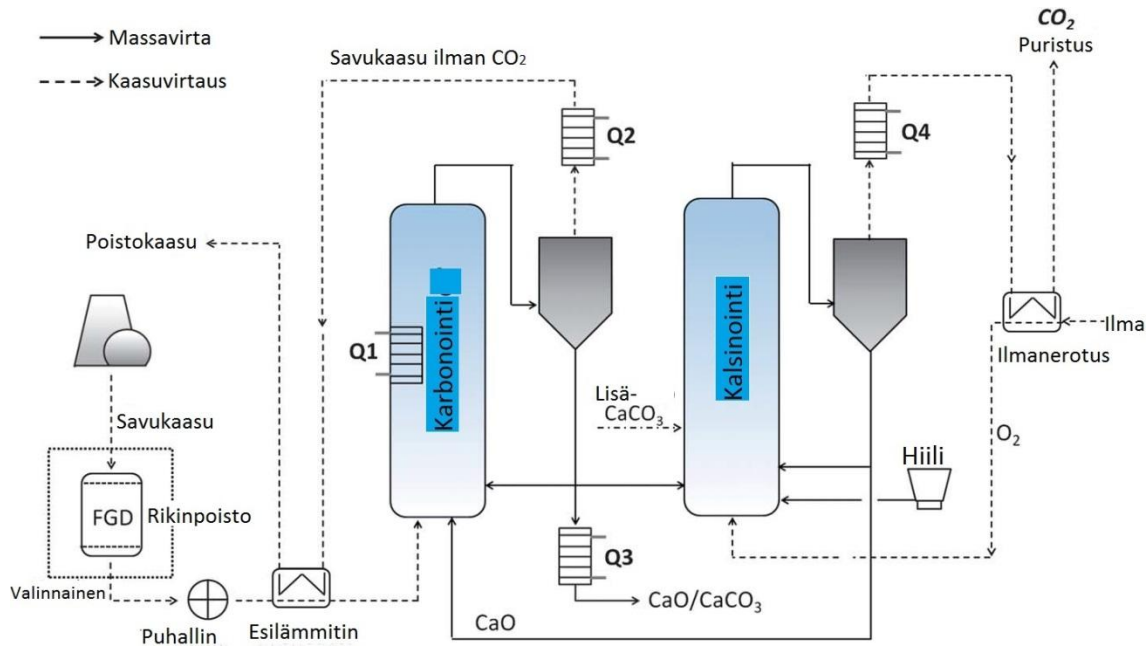 Massavirta
Kaasuvirtaus
Savukaasu ilman CO₂
CO₂
Puristus
Q2
Q4
Poistokaasu
Karbonointi
Kalsinointi
Q1
Ilma
Ilmanerotus
Lisä-
CaCO₃
Savukaasu
O₂
Hiili
FGD
Rikinpoisto
Q3
Valinnainen
CaO
CaO/CaCO₃
Puhallin
Esilämmitin